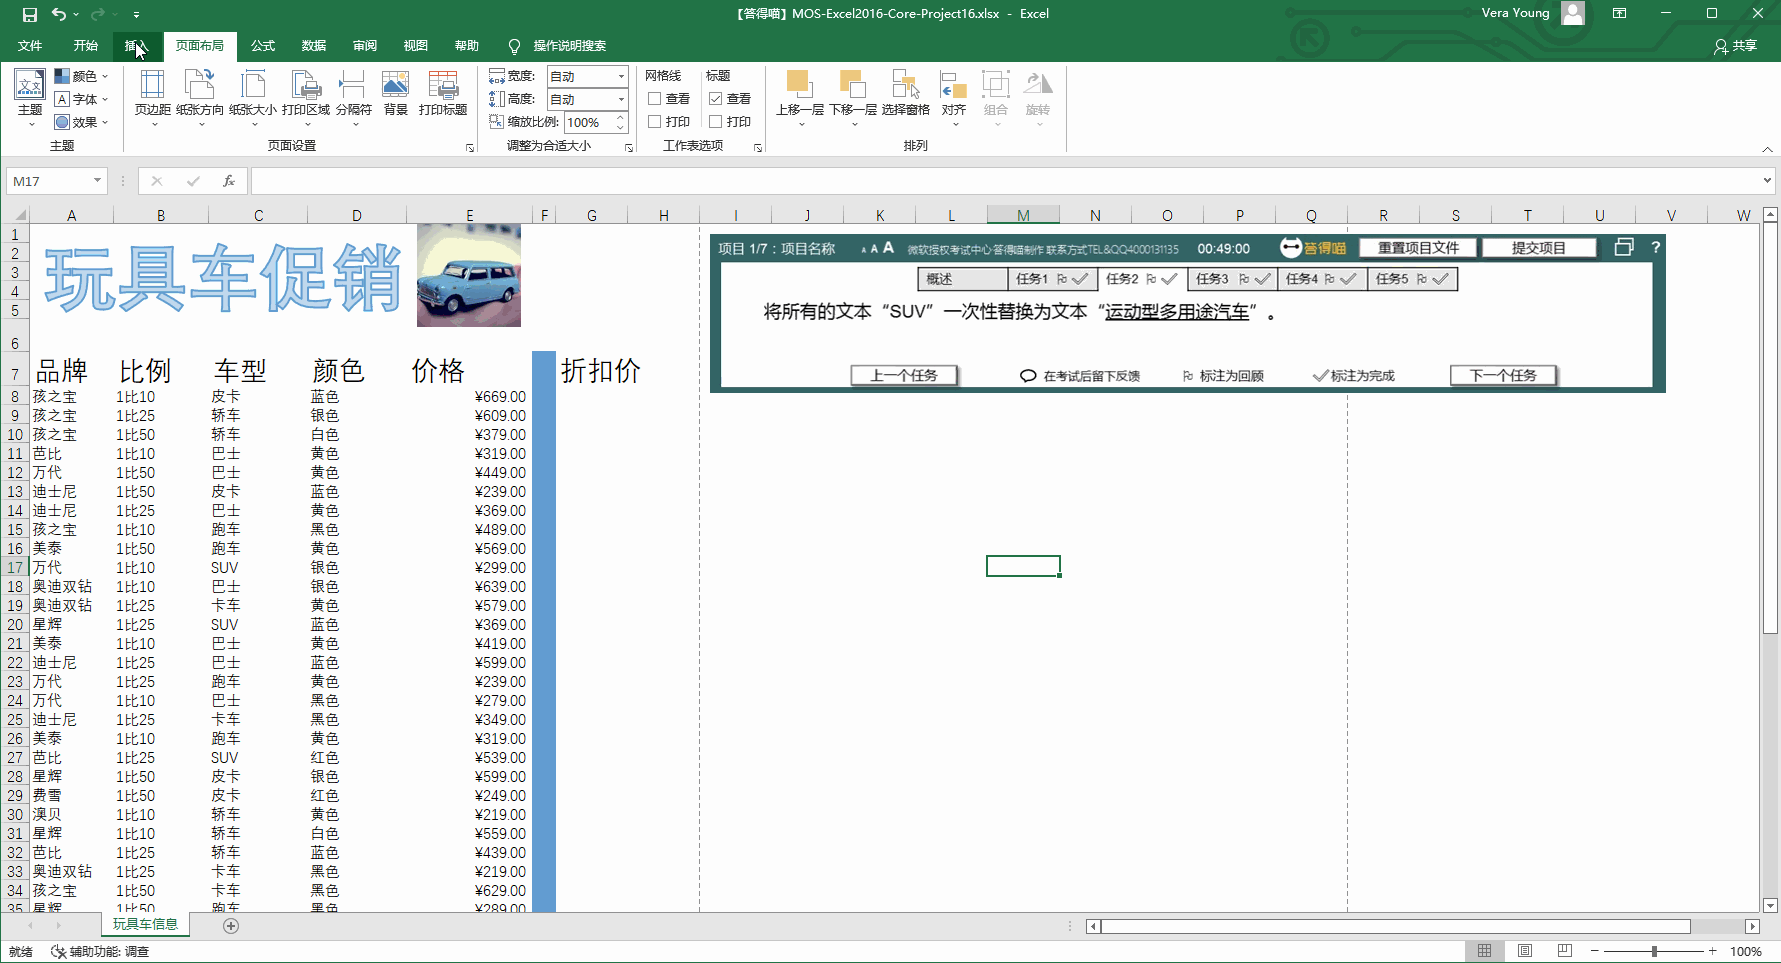 【答得喵】MOS-Excel2016-Core-Project16.xlsx - Excel
Vera Young
文件 开始 插入 页面布局 公式 数据 审阅 视图 帮助 操作说明搜索 共享
主题 颜色 字体 效果
页边距 纸张方向 纸张大小 打印区域 分隔符 背景 打印标题
宽度: 自动
高度: 自动
缩放比例: 100%
网格线 标题
查看 查看
打印 打印
上移一层 下移一层 选择窗格 对齐 组合 旋转
主题 页面设置 调整为合适大小 工作表选项 排列
M17 fx
A B C D E F G H I J K L M N O P Q R S T U V W
玩具车促销
项目 1/7：项目名称 A A A 微软授权考试中心·答得喵制作 联系方式TEL&QQ4000131135 00:49:00 答得喵 重置项目文件 提交项目 ?
概述 任务1 任务2 任务3 任务4 任务5
将所有的文本“SUV”一次性替换为文本“运动型多用途汽车”。
上一个任务 在考试后留下反馈 标注为回顾 标注为完成 下一个任务
1
2
3
4
5
6
7 品牌 比例 车型 颜色 价格 折扣价
8 孩之宝 1比10 皮卡 蓝色 ¥669.00
9 孩之宝 1比25 轿车 银色 ¥609.00
10 孩之宝 1比50 轿车 白色 ¥379.00
11 芭比 1比10 巴士 黄色 ¥319.00
12 万代 1比50 巴士 黄色 ¥449.00
13 迪士尼 1比50 皮卡 蓝色 ¥239.00
14 迪士尼 1比25 巴士 黄色 ¥369.00
15 孩之宝 1比10 跑车 黑色 ¥489.00
16 美泰 1比50 跑车 黄色 ¥569.00
17 万代 1比10 SUV 银色 ¥299.00
18 奥迪双钻 1比10 巴士 银色 ¥639.00
19 奥迪双钻 1比25 卡车 黄色 ¥579.00
20 星辉 1比25 SUV 蓝色 ¥369.00
21 美泰 1比10 巴士 黄色 ¥419.00
22 迪士尼 1比25 巴士 蓝色 ¥599.00
23 万代 1比25 跑车 黄色 ¥239.00
24 万代 1比10 巴士 黑色 ¥279.00
25 迪士尼 1比25 卡车 黑色 ¥349.00
26 美泰 1比10 跑车 黄色 ¥319.00
27 芭比 1比25 SUV 红色 ¥539.00
28 星辉 1比50 皮卡 银色 ¥599.00
29 费雪 1比50 皮卡 红色 ¥249.00
30 澳贝 1比10 轿车 黄色 ¥219.00
31 星辉 1比10 轿车 白色 ¥559.00
32 芭比 1比25 轿车 蓝色 ¥439.00
33 奥迪双钻 1比25 卡车 黑色 ¥219.00
34 孩之宝 1比50 卡车 黑色 ¥629.00
35 星辉 1比50 跑车 黑色 ¥289.00
玩具车信息
就绪 辅助功能: 调查 100%